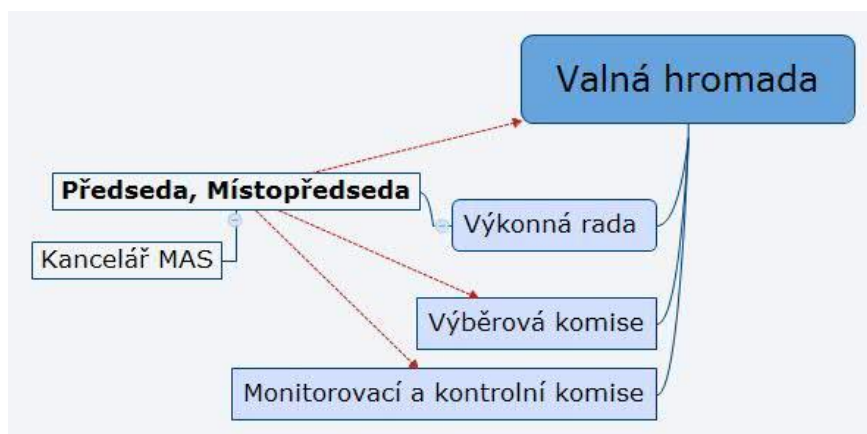 Valná hromada
Předseda, Místopředseda
Výkonná rada
Kancelář MAS
Výběrová komise
Monitorovací a kontrolní komise